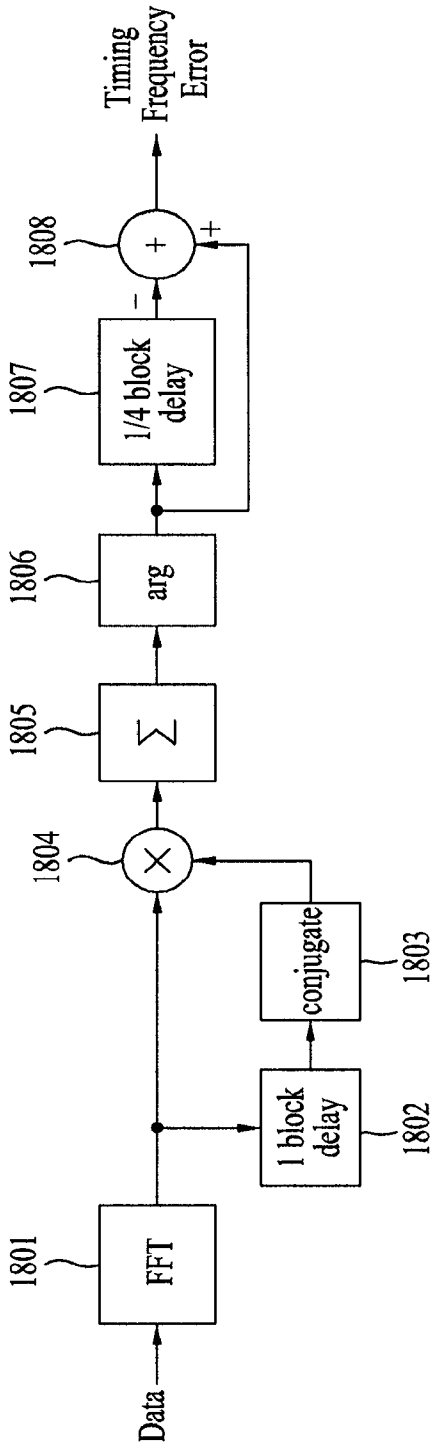 Data
1801
FFT
1802
1 block
delay
1803
conjugate
1804
×
1805
Σ
1806
arg
1807
1/4 block
delay
1808
−
+
+
Timing
Frequency
Error